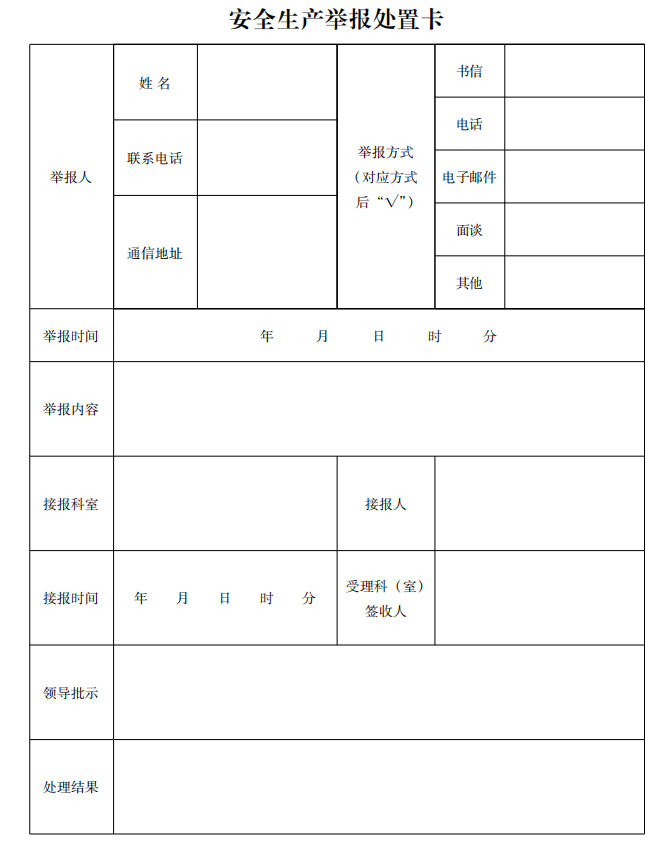 安全生产举报处置卡
举报人
姓 名
联系电话
通信地址
举报方式
（对应方式
后“√”）
书信
电话
电子邮件
面谈
其他
举报时间
年 月 日 时 分
举报内容
接报科室
接报人
接报时间
年 月 日 时 分
受理科（室）
签收人
领导批示
处理结果